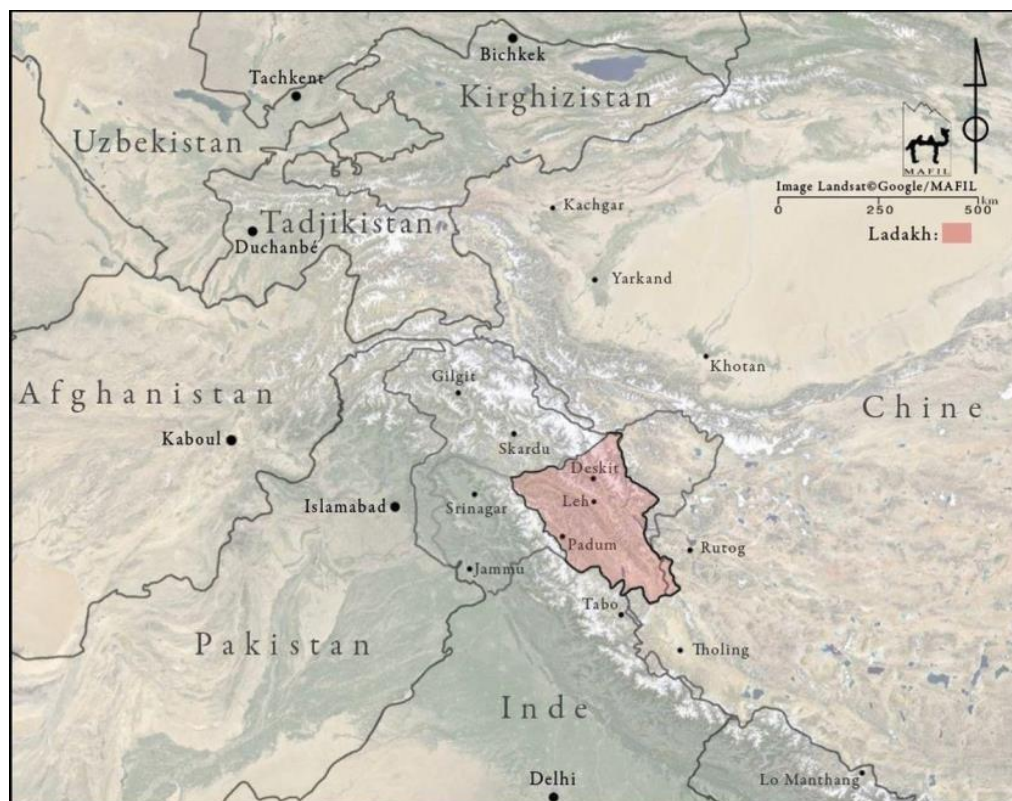 Bichkek
Tachkent
Kirghizistan
Uzbekistan
MAFIL
Image Landsat©Google/MAFIL
0 250 500 km
Kachgar
Tadjikistan
Duchanbé
Ladakh:
Yarkand
Khotan
Gilgit
Afghanistan
Chine
Kaboul
Skardu
Deskit
Islamabad
Srinagar
Leh
Padum
Rutog
Jammu
Tabo
Pakistan
Tholing
Inde
Delhi
Lo Manthang